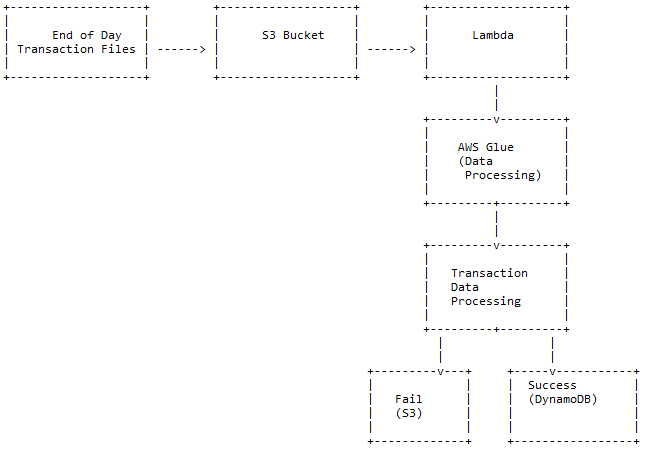 End of Day
Transaction Files
S3 Bucket
Lambda
AWS Glue
(Data
Processing)
Transaction
Data
Processing
Fail
(S3)
Success
(DynamoDB)